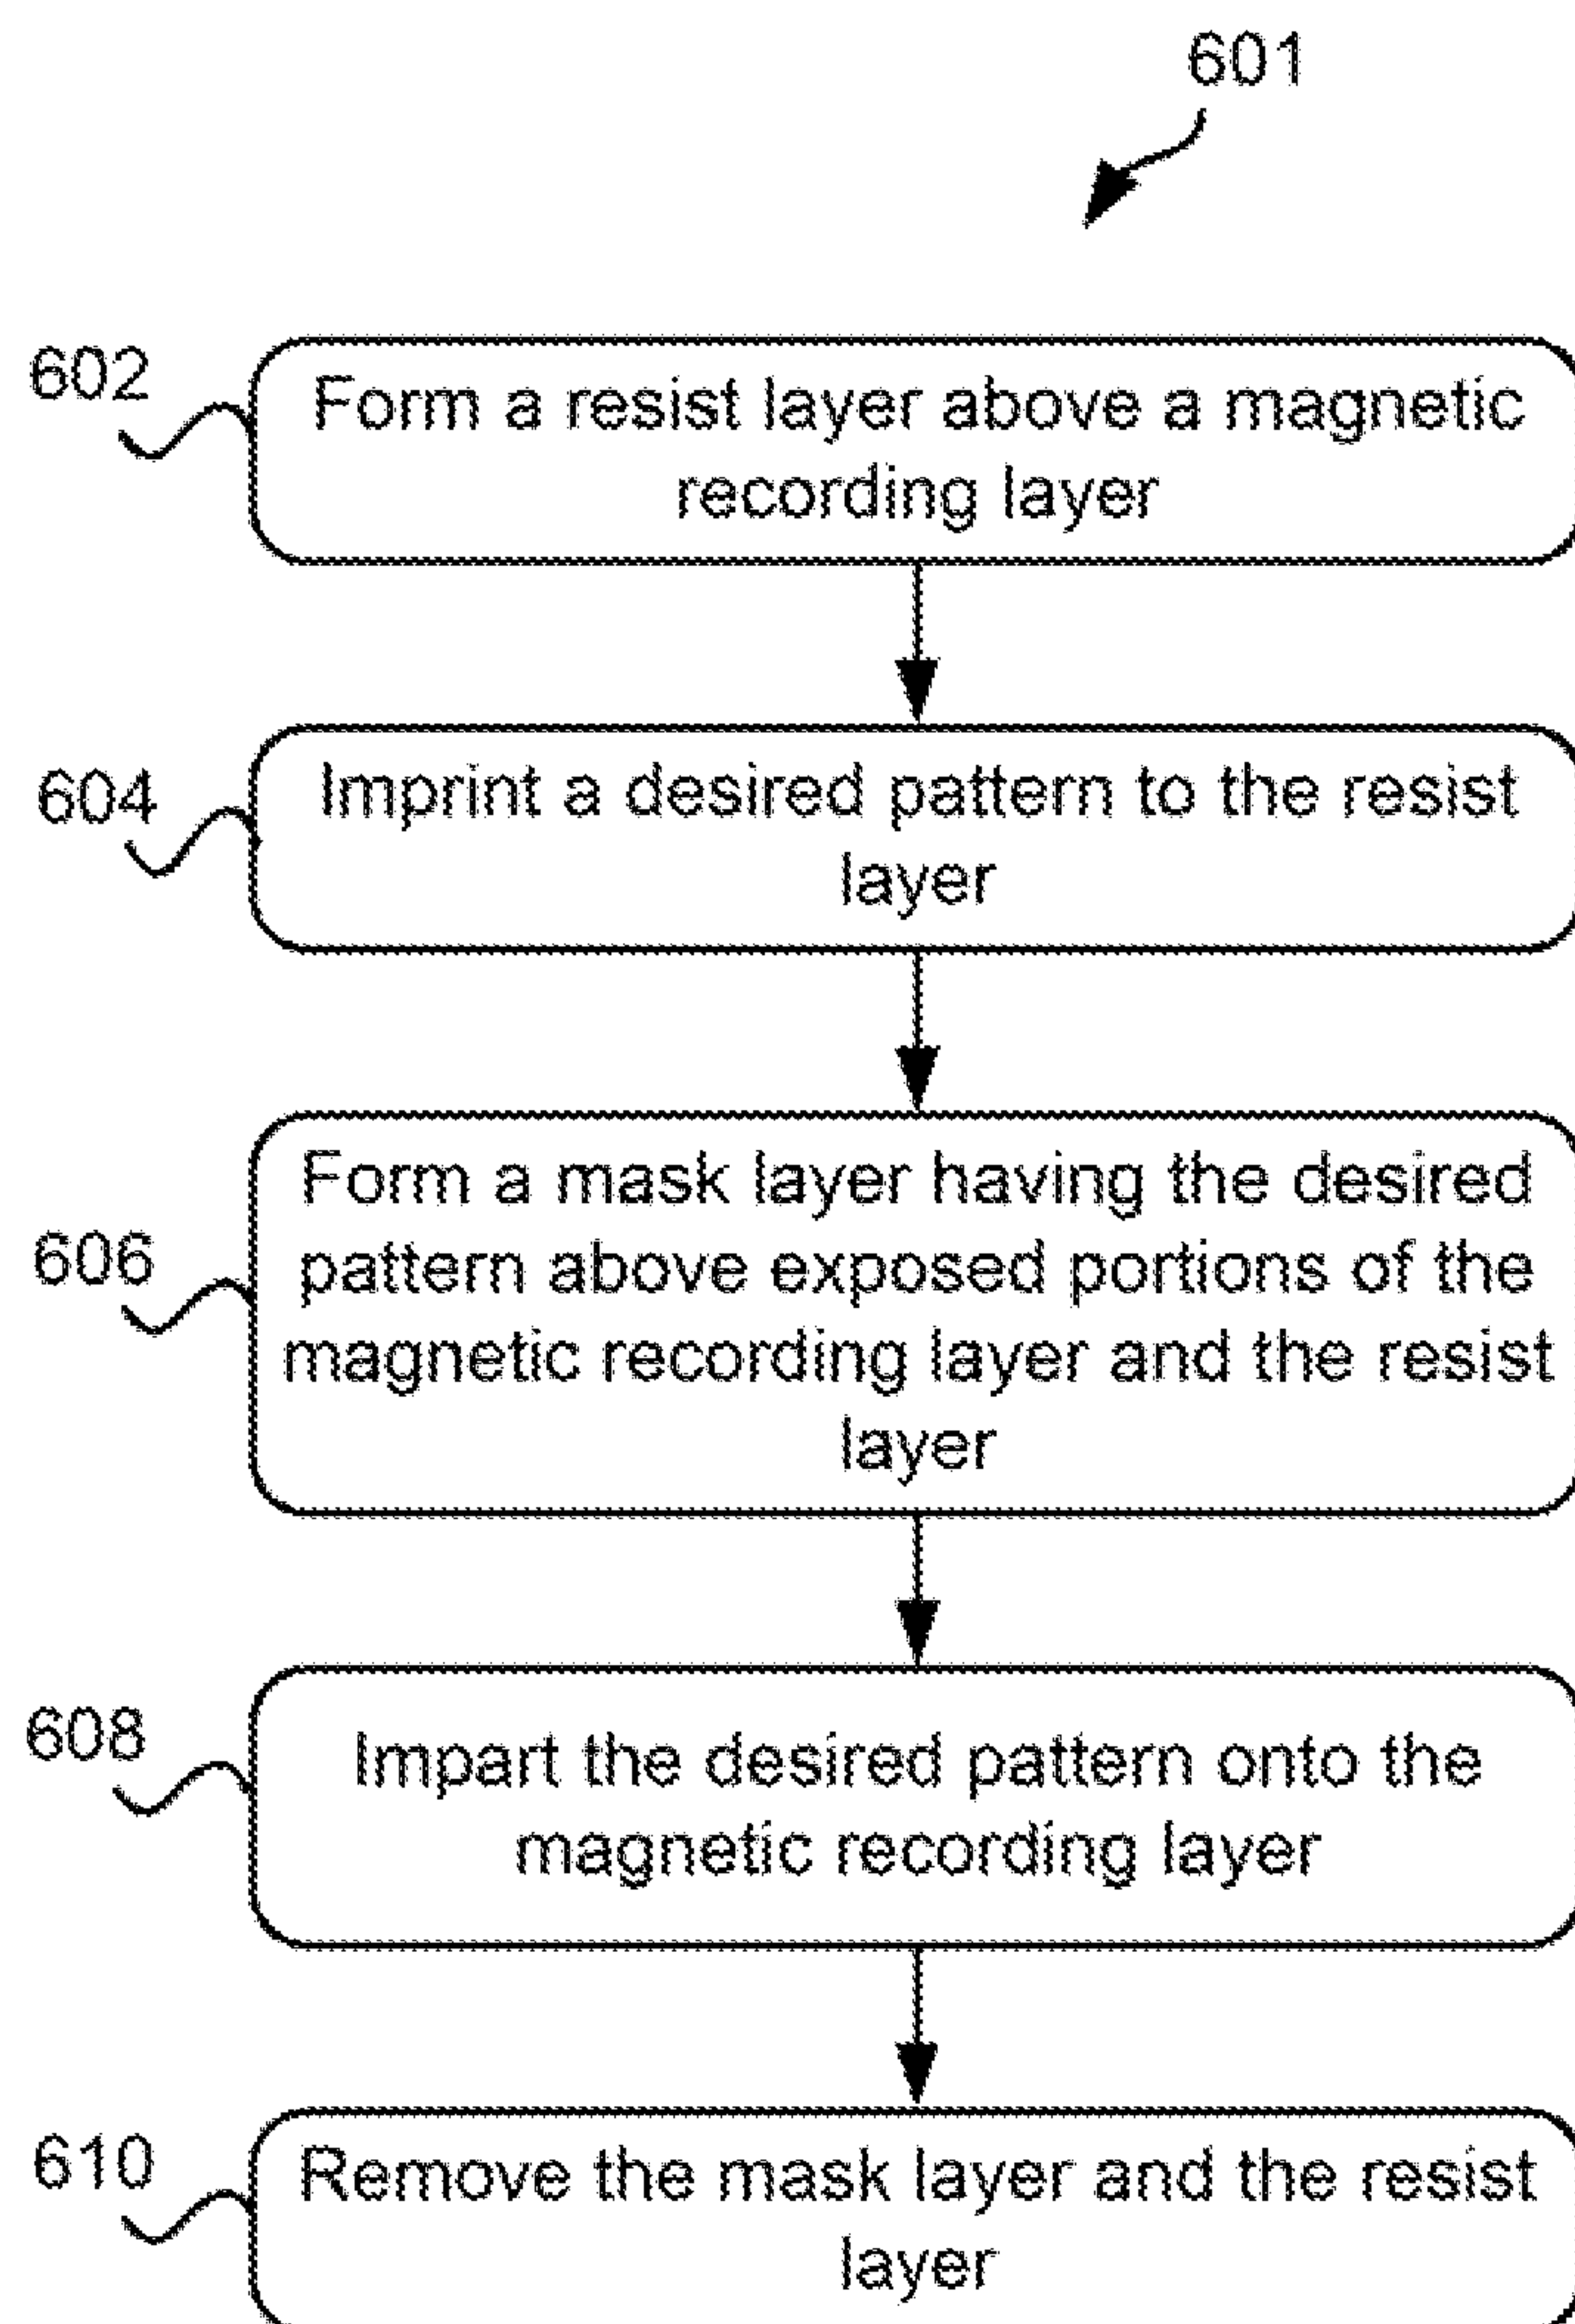 601
602
Form a resist layer above a magnetic
recording layer
604
Imprint a desired pattern to the resist
layer
606
Form a mask layer having the desired
pattern above exposed portions of the
magnetic recording layer and the resist
layer
608
Impart the desired pattern onto the
magnetic recording layer
610
Remove the mask layer and the resist
layer